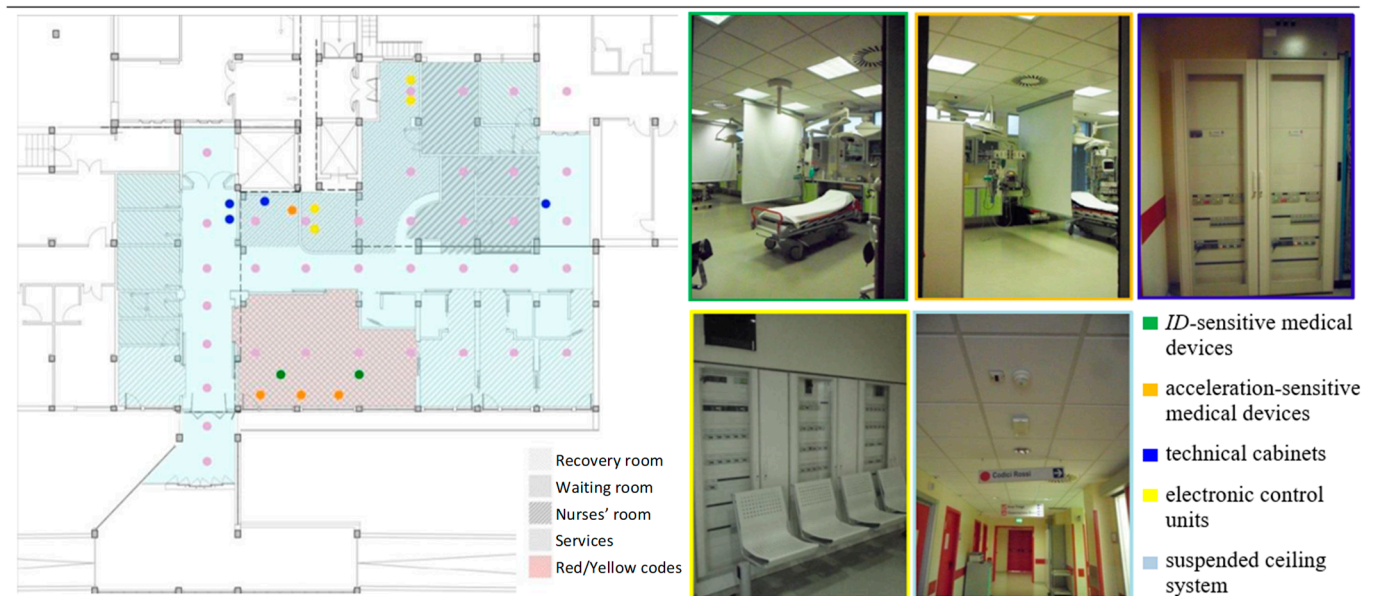 Recovery room
Waiting room
Nurses' room
Services
Red/Yellow codes
Codici Rossi
ID-sensitive medical
devices
acceleration-sensitive
medical devices
technical cabinets
electronic control
units
suspended ceiling
system